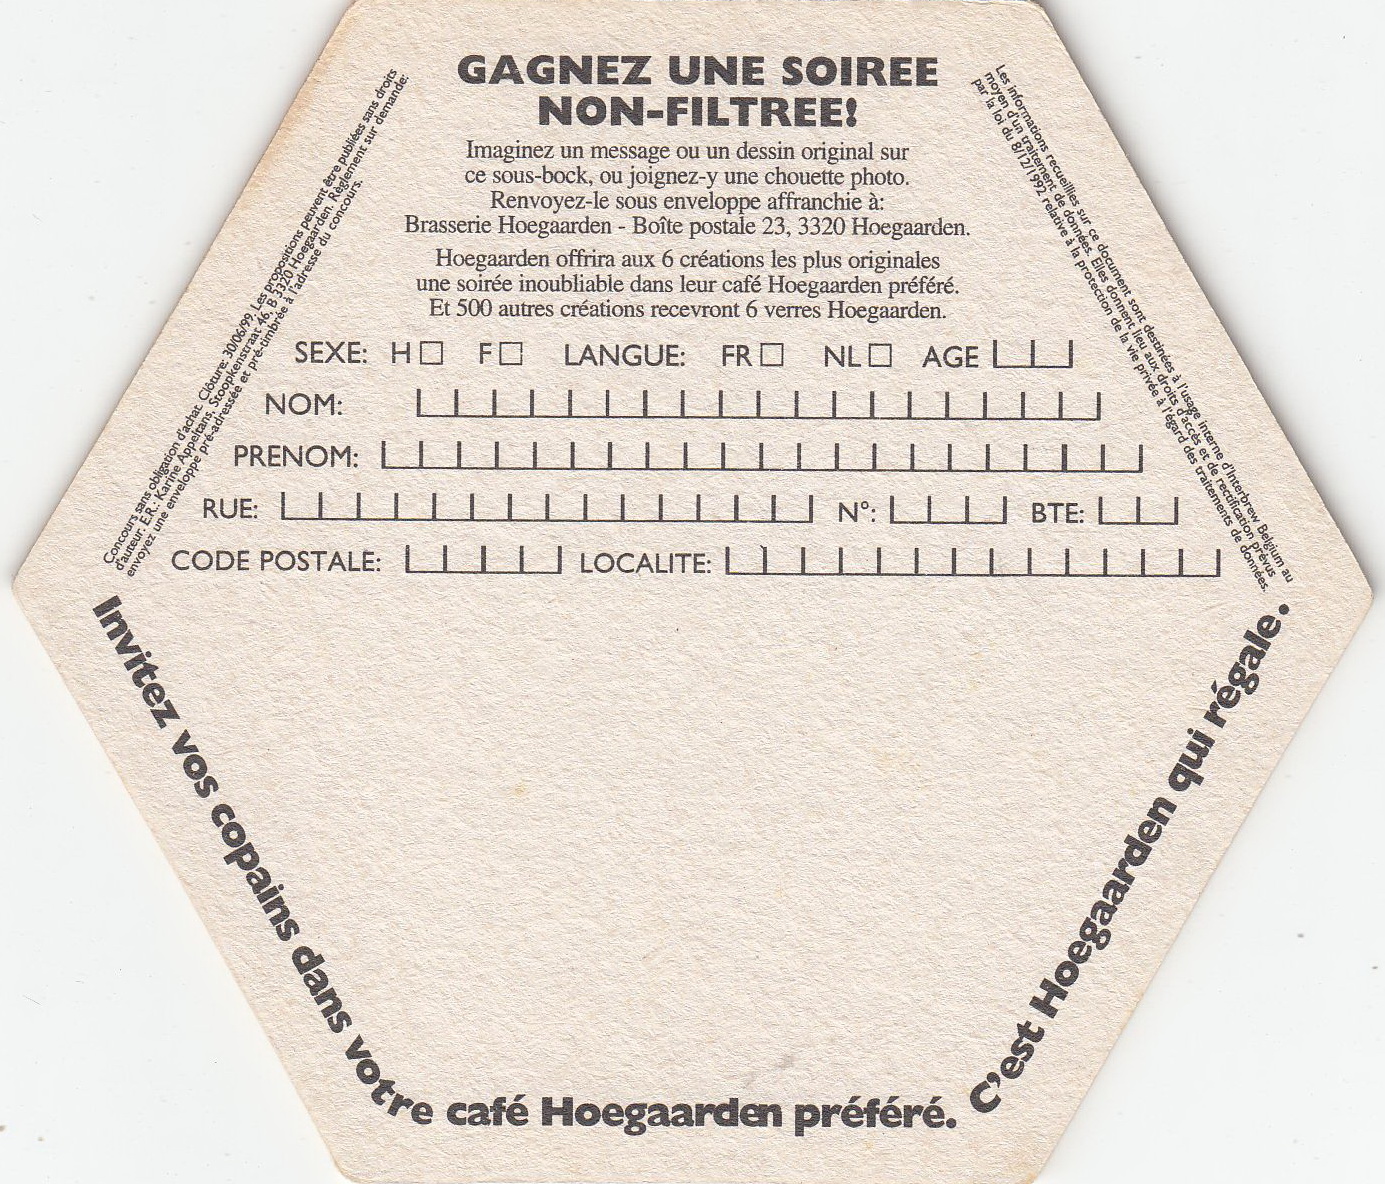 GAGNEZ UNE SOIREE
NON-FILTREE!
Imaginez un message ou un dessin original sur
ce sous-bock, ou joignez-y une chouette photo.
Renvoyez-le sous enveloppe affranchie à:
Brasserie Hoegaarden - Boîte postale 23, 3320 Hoegaarden.
Hoegaarden offrira aux 6 créations les plus originales
une soirée inoubliable dans leur café Hoegaarden préféré.
Et 500 autres créations recevront 6 verres Hoegaarden.
SEXE: H F LANGUE: FR NL AGE
NOM:
PRENOM:
RUE: N°: BTE:
CODE POSTALE: LOCALITE:
Concours sans obligation d'achat. Clôture: 30/06/99. Les propositions peuvent être publiées sans droits
d'auteur. E.R.: Karine Appeltans, Stoopkenstraat 46, B 3320 Hoegaarden. Règlement sur demande:
envoyez une enveloppe pré-adressée et pré-timbrée à l'adresse du concours.
Les informations recueillies sur ce document sont destinées à l'usage interne d'Interbrew Belgium au
moyen d'un traitement de données. Elles donnent lieu aux droits d'accès et de rectification prévus
par la loi du 8/12/1992 relative à la protection de la vie privée à l'égard des traitements de données.
Invitez vos copains dans votre café Hoegaarden préféré. C'est Hoegaarden qui régale.